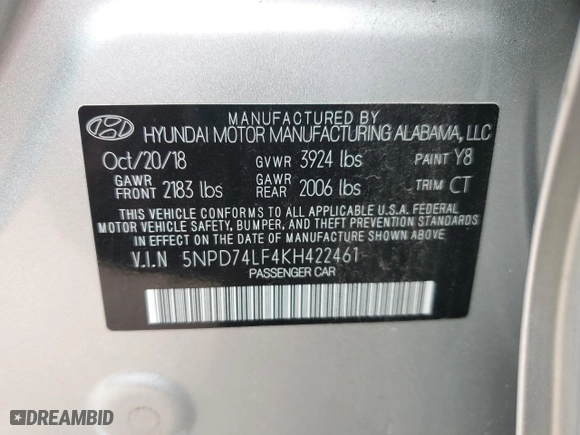 MANUFACTURED BY
HYUNDAI MOTOR MANUFACTURING ALABAMA, LLC
Oct/20/18 GVWR 3924 lbs PAINT Y8
GAWR FRONT 2183 lbs GAWR REAR 2006 lbs TRIM CT
THIS VEHICLE CONFORMS TO ALL APPLICABLE U.S.A. FEDERAL
MOTOR VEHICLE SAFETY, BUMPER, AND THEFT PREVENTION STANDARDS
IN EFFECT ON THE DATE OF MANUFACTURE SHOWN ABOVE.
V.I.N 5NPD74LF4KH422461
PASSENGER CAR
DREAMBID